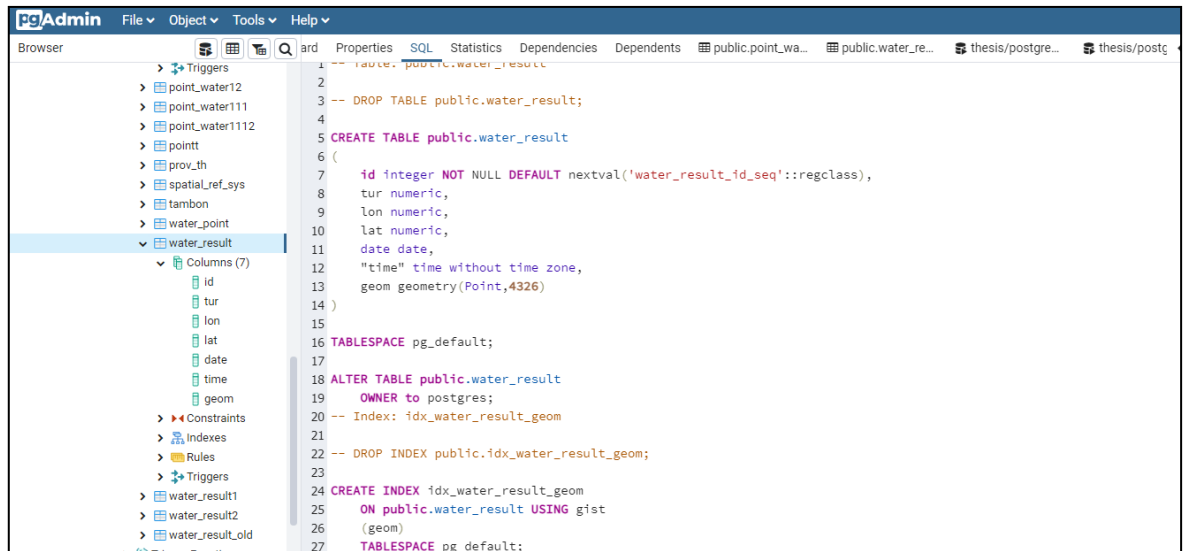 pgAdmin File Object Tools Help
Browser
ard Properties SQL Statistics Dependencies Dependents public.point_wa... public.water_re... thesis/postgre... thesis/postg
Triggers
point_water12
point_water111
point_water1112
pointt
prov_th
spatial_ref_sys
tambon
water_point
water_result
Columns (7)
id
tur
lon
lat
date
time
geom
Constraints
Indexes
Rules
Triggers
water_result1
water_result2
water_result_old
1 -- Table: public.water_result
2
3 -- DROP TABLE public.water_result;
4
5 CREATE TABLE public.water_result
6 (
7 id integer NOT NULL DEFAULT nextval('water_result_id_seq'::regclass),
8 tur numeric,
9 lon numeric,
10 lat numeric,
11 date date,
12 "time" time without time zone,
13 geom geometry(Point,4326)
14 )
15
16 TABLESPACE pg_default;
17
18 ALTER TABLE public.water_result
19 OWNER to postgres;
20 -- Index: idx_water_result_geom
21
22 -- DROP INDEX public.idx_water_result_geom;
23
24 CREATE INDEX idx_water_result_geom
25 ON public.water_result USING gist
26 (geom)
27 TABLESPACE pg_default;